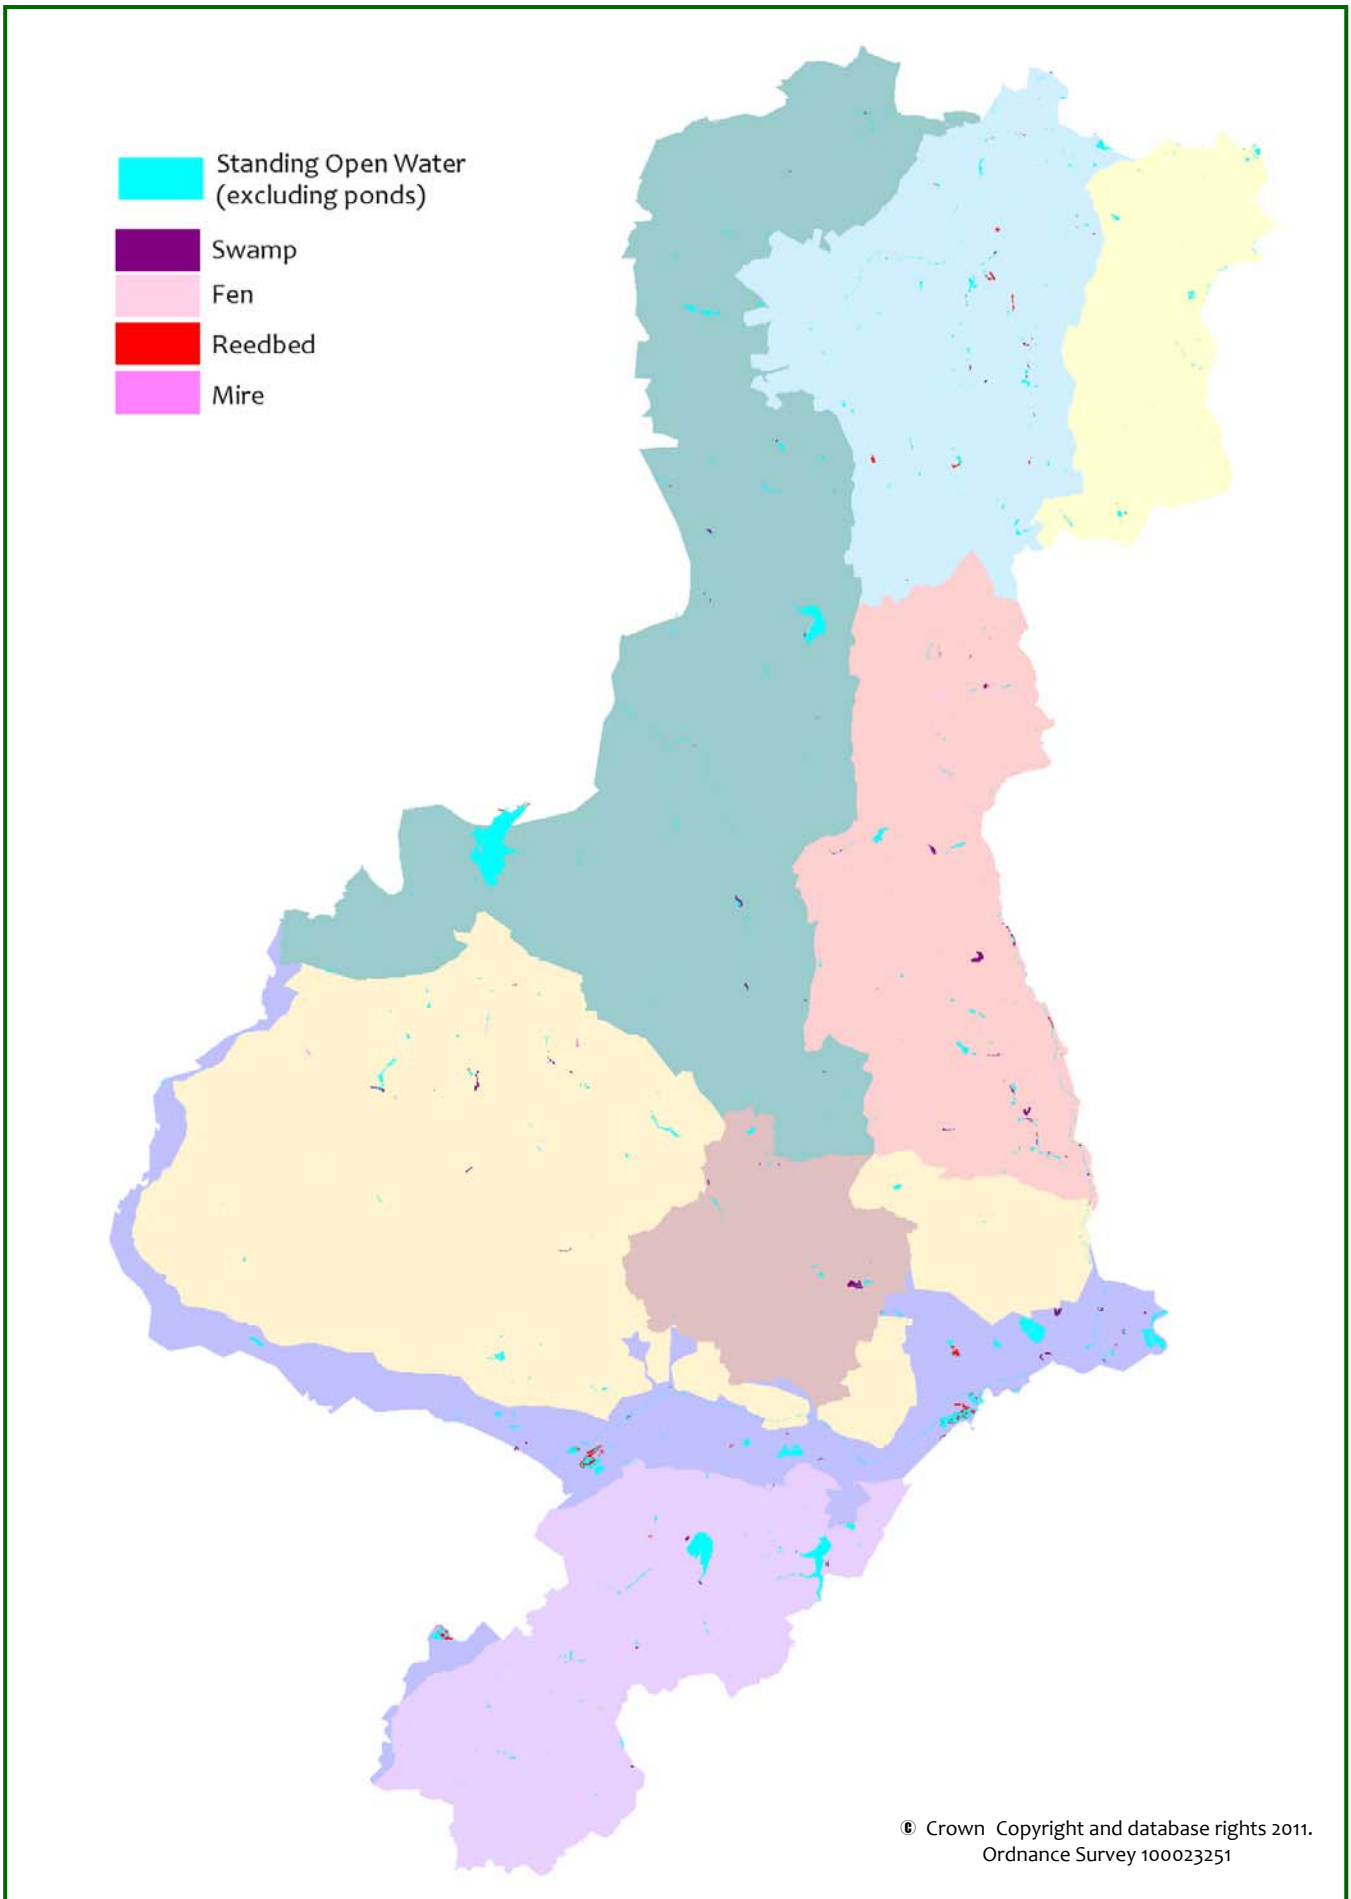 Standing Open Water
(excluding ponds)
Swamp
Fen
Reedbed
Mire
© Crown Copyright and database rights 2011.
Ordnance Survey 100023251